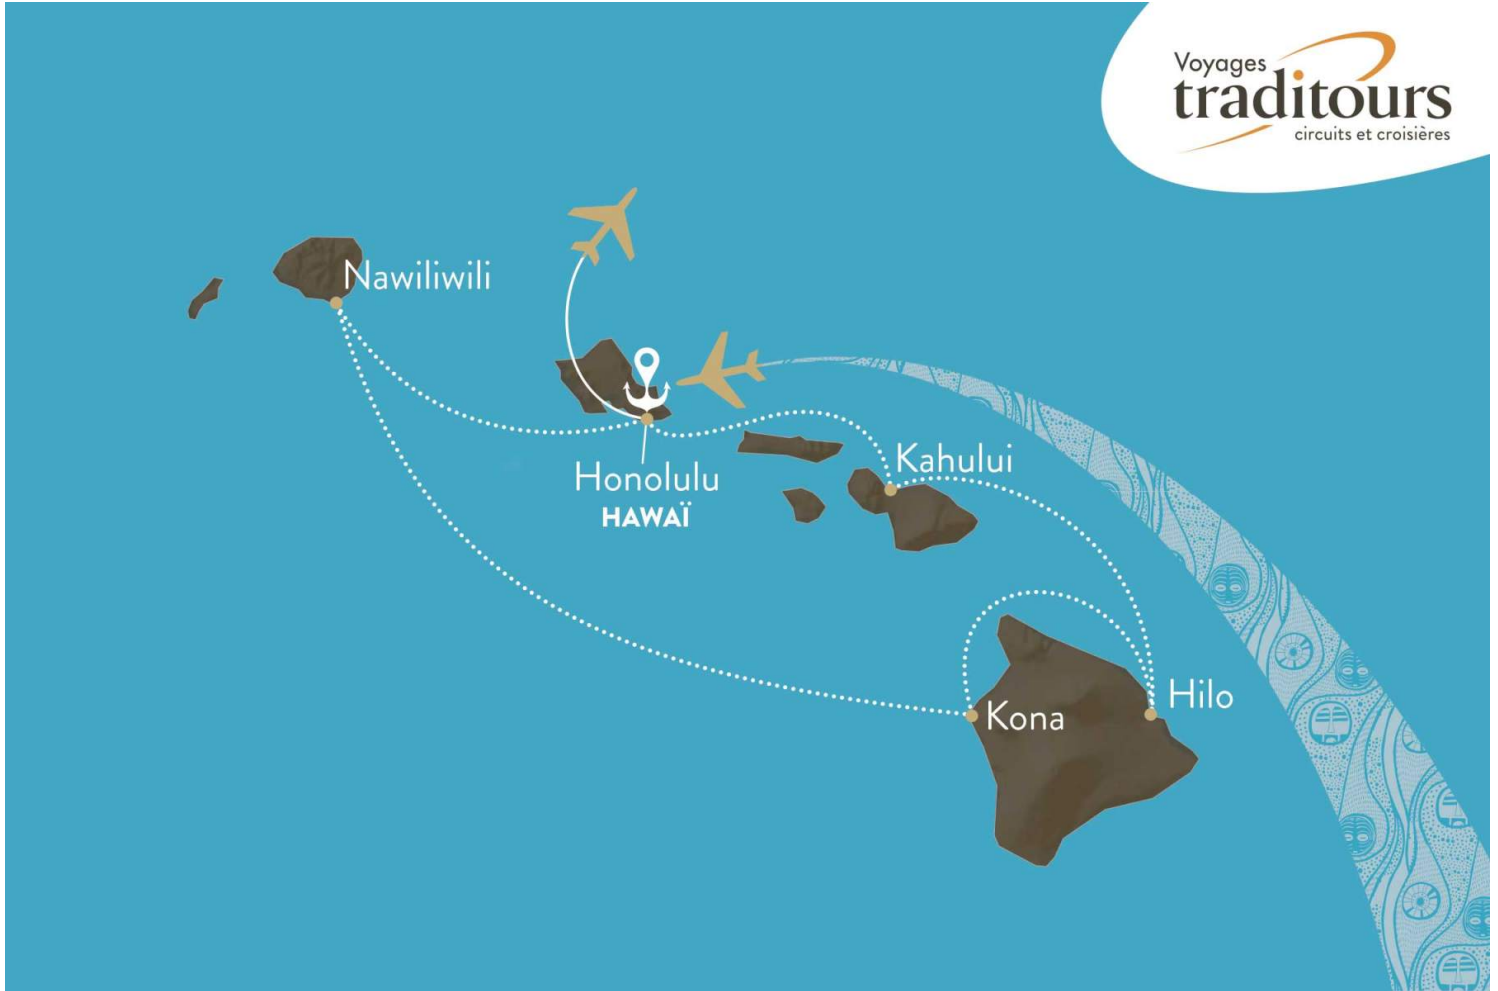 Voyages
traditours
circuits et croisières
Nawiliwili
Kahului
Honolulu
HAWAÏ
Hilo
Kona